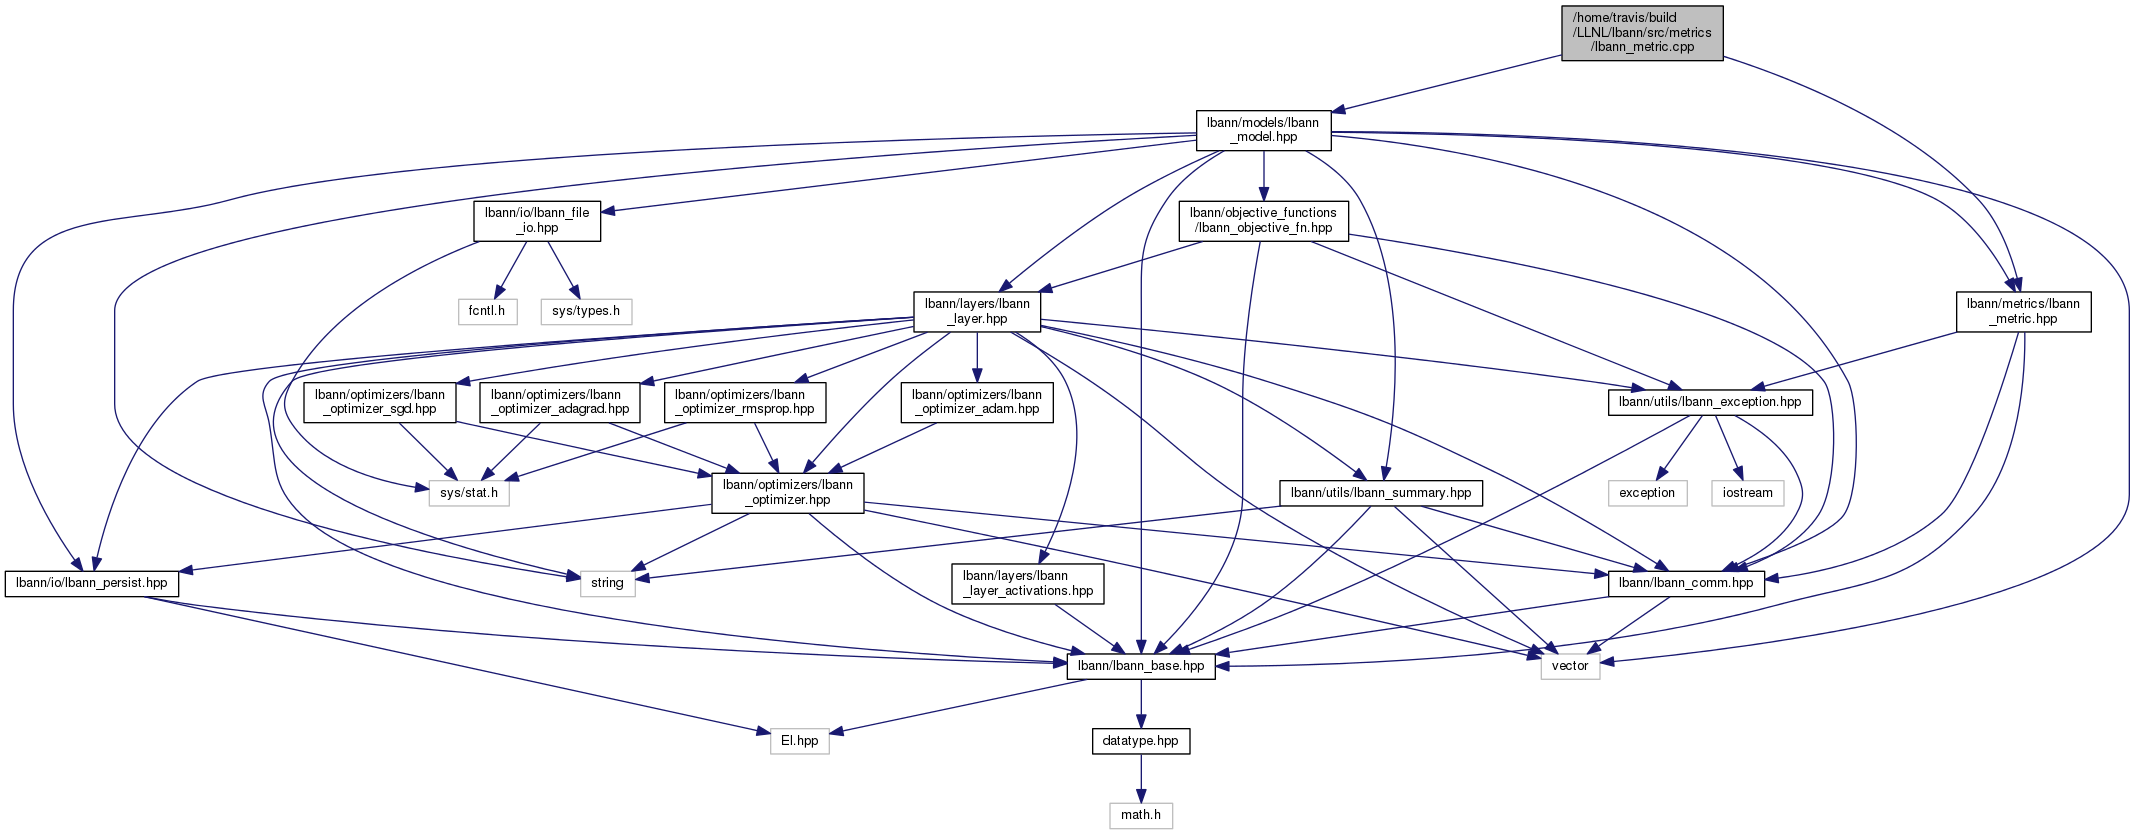 /home/travis/build
/LLNL/lbann/src/metrics
/lbann_metric.cpp
lbann/models/lbann
_model.hpp
lbann/io/lbann_file
_io.hpp
lbann/objective_functions
/lbann_objective_fn.hpp
fcntl.h
sys/types.h
lbann/layers/lbann
_layer.hpp
lbann/metrics/lbann
_metric.hpp
lbann/optimizers/lbann
_optimizer_sgd.hpp
lbann/optimizers/lbann
_optimizer_adagrad.hpp
lbann/optimizers/lbann
_optimizer_rmsprop.hpp
lbann/optimizers/lbann
_optimizer_adam.hpp
lbann/utils/lbann_exception.hpp
sys/stat.h
lbann/optimizers/lbann
_optimizer.hpp
lbann/utils/lbann_summary.hpp
exception
iostream
lbann/io/lbann_persist.hpp
string
lbann/layers/lbann
_layer_activations.hpp
lbann/lbann_comm.hpp
lbann/lbann_base.hpp
vector
El.hpp
datatype.hpp
math.h